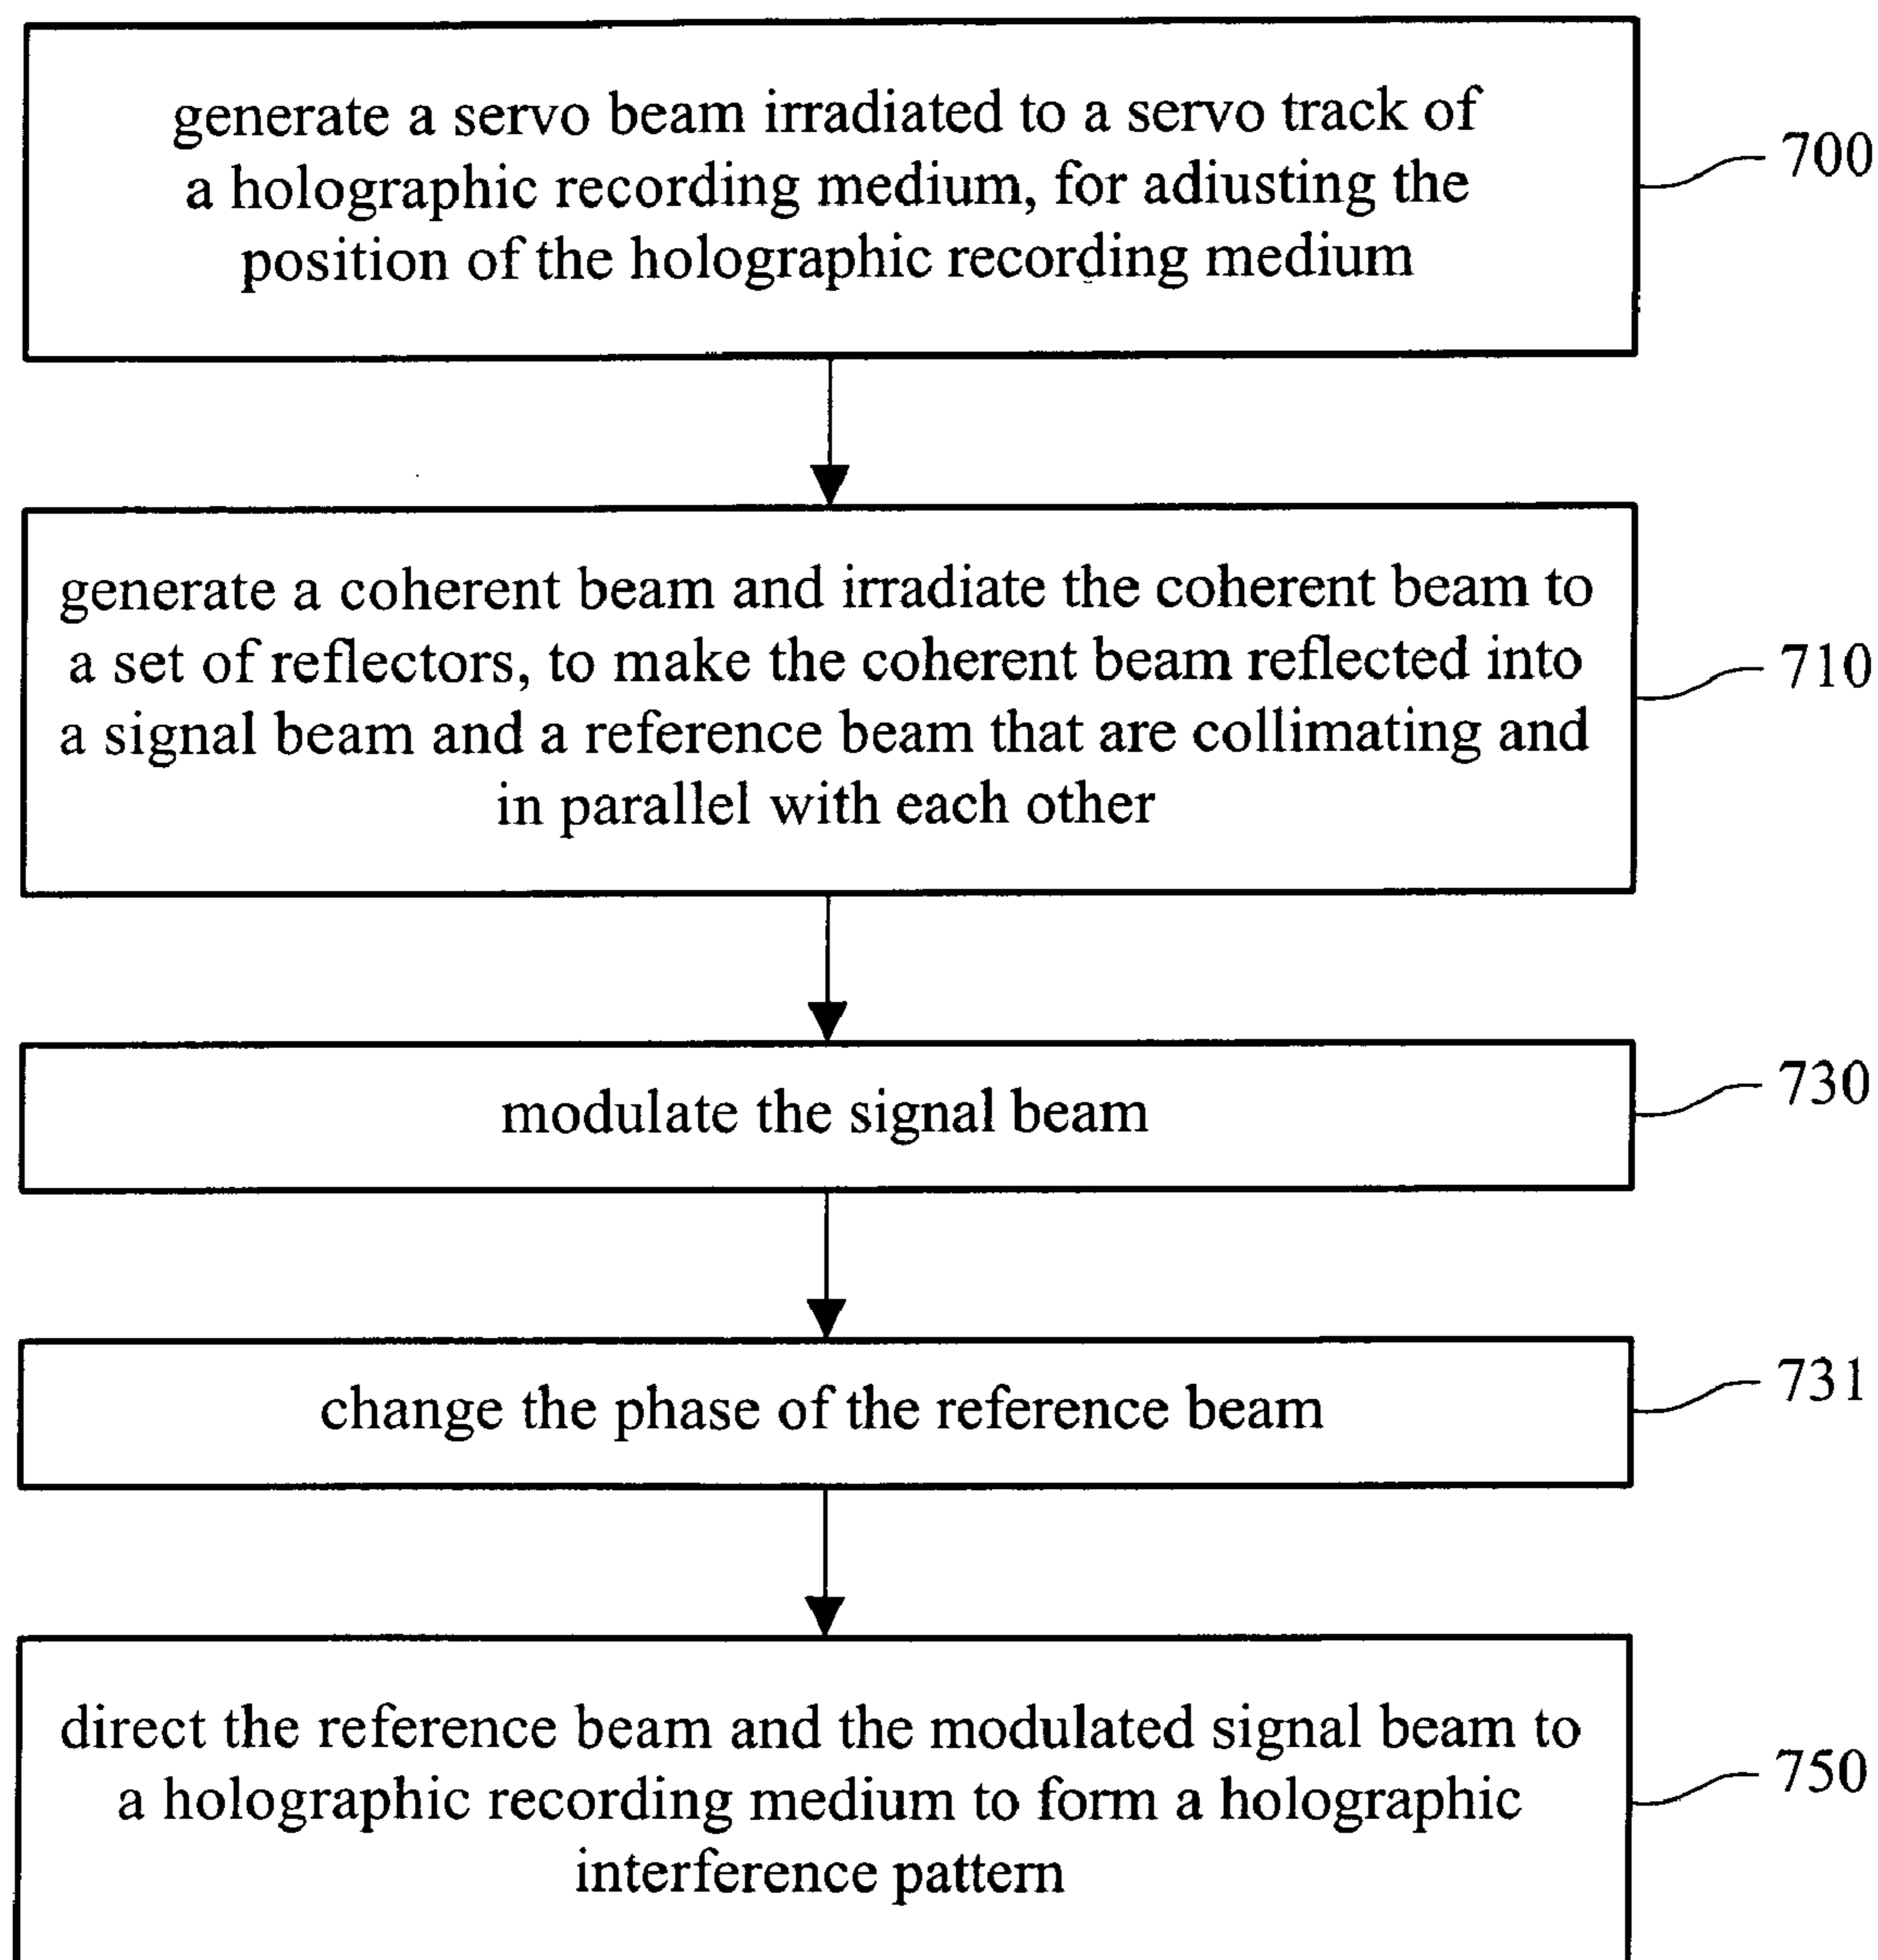 generate a servo beam irradiated to a servo track of
a holographic recording medium, for adiusting the
position of the holographic recording medium
700
generate a coherent beam and irradiate the coherent beam to
a set of reflectors, to make the coherent beam reflected into
a signal beam and a reference beam that are collimating and
in parallel with each other
710
modulate the signal beam
730
change the phase of the reference beam
731
direct the reference beam and the modulated signal beam to
a holographic recording medium to form a holographic
interference pattern
750